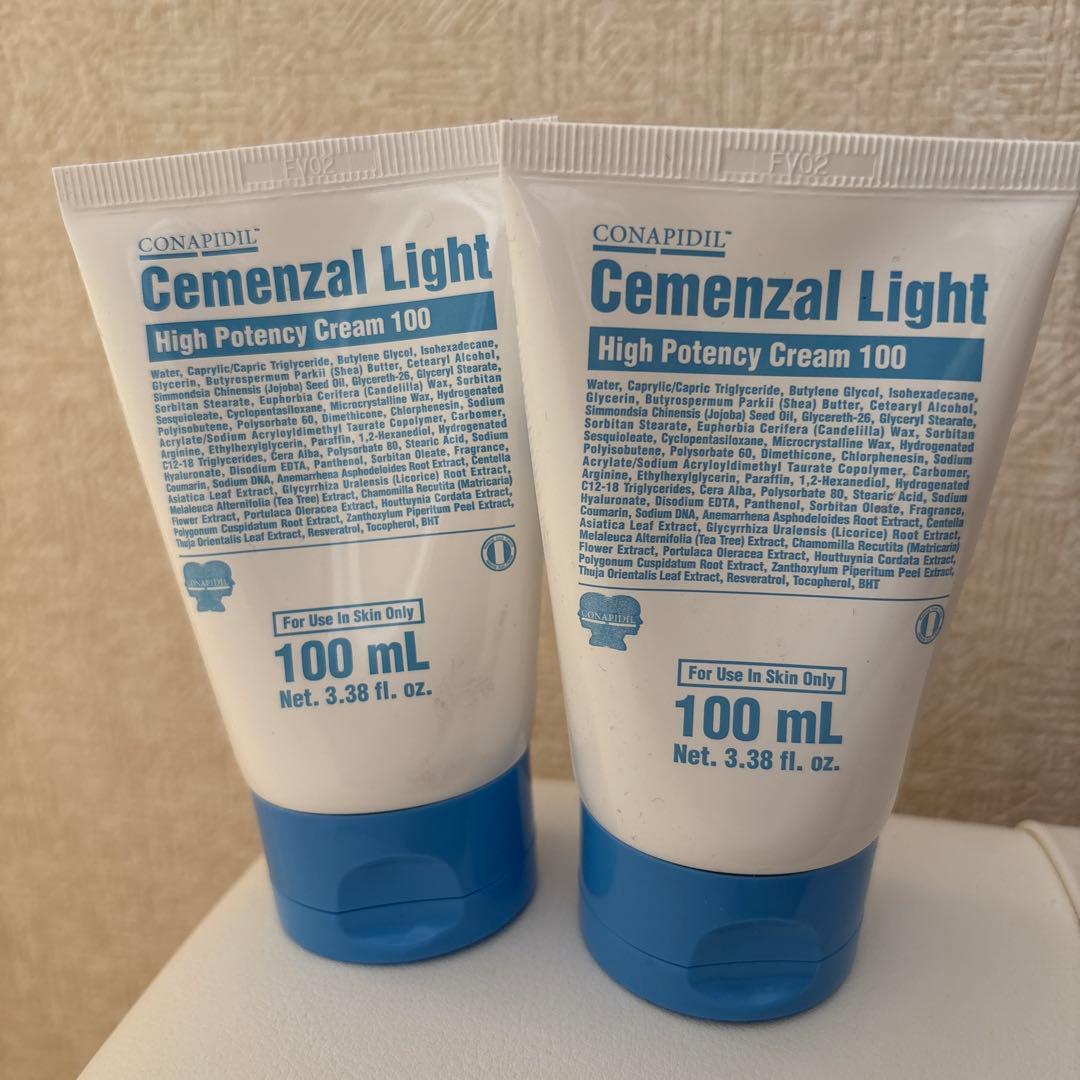 FY02
CONAPIDIL™
Cemenzal Light
High Potency Cream 100
Water, Caprylic/Capric Triglyceride, Butylene Glycol, Isohexadecane,
Glycerin, Butyrospermum Parkii (Shea) Butter, Cetearyl Alcohol,
Simmondsia Chinensis (Jojoba) Seed Oil, Glycereth-26, Glyceryl Stearate,
Sorbitan Stearate, Euphorbia Cerifera (Candelilla) Wax, Sorbitan
Sesquioleate, Cyclopentasiloxane, Microcrystalline Wax, Hydrogenated
Polyisobutene, Polysorbate 60, Dimethicone, Chlorphenesin, Sodium
Acrylate/Sodium Acryloyldimethyl Taurate Copolymer, Carbomer,
Arginine, Ethylhexylglycerin, Paraffin, 1,2-Hexanediol, Hydrogenated
C12-18 Triglycerides, Cera Alba, Polysorbate 80, Stearic Acid, Sodium
Hyaluronate, Disodium EDTA, Panthenol, Sorbitan Oleate, Fragrance,
Coumarin, Sodium DNA, Anemarrhena Asphodeloides Root Extract, Centella
Asiatica Leaf Extract, Glycyrrhiza Uralensis (Licorice) Root Extract,
Melaleuca Alternifolia (Tea Tree) Extract, Chamomilla Recutita (Matricaria)
Flower Extract, Portulaca Oleracea Extract, Houttuynia Cordata Extract,
Polygonum Cuspidatum Root Extract, Zanthoxylum Piperitum Peel Extract,
Thuja Orientalis Leaf Extract, Resveratrol, Tocopherol, BHT
CONAPIDIL
For Use In Skin Only
100 mL
Net. 3.38 fl. oz.
FY02
CONAPIDIL™
Cemenzal Light
High Potency Cream 100
Water, Caprylic/Capric Triglyceride, Butylene Glycol, Isohexadecane,
Glycerin, Butyrospermum Parkii (Shea) Butter, Cetearyl Alcohol,
Simmondsia Chinensis (Jojoba) Seed Oil, Glycereth-26, Glyceryl Stearate,
Sorbitan Stearate, Euphorbia Cerifera (Candelilla) Wax, Sorbitan
Sesquioleate, Cyclopentasiloxane, Microcrystalline Wax, Hydrogenated
Polyisobutene, Polysorbate 60, Dimethicone, Chlorphenesin, Sodium
Acrylate/Sodium Acryloyldimethyl Taurate Copolymer, Carbomer,
Arginine, Ethylhexylglycerin, Paraffin, 1,2-Hexanediol, Hydrogenated
C12-18 Triglycerides, Cera Alba, Polysorbate 80, Stearic Acid, Sodium
Hyaluronate, Disodium EDTA, Panthenol, Sorbitan Oleate, Fragrance,
Coumarin, Sodium DNA, Anemarrhena Asphodeloides Root Extract, Centella
Asiatica Leaf Extract, Glycyrrhiza Uralensis (Licorice) Root Extract,
Melaleuca Alternifolia (Tea Tree) Extract, Chamomilla Recutita (Matricaria)
Flower Extract, Portulaca Oleracea Extract, Houttuynia Cordata Extract,
Polygonum Cuspidatum Root Extract, Zanthoxylum Piperitum Peel Extract,
Thuja Orientalis Leaf Extract, Resveratrol, Tocopherol, BHT
CONAPIDIL
For Use In Skin Only
100 mL
Net. 3.38 fl. oz.